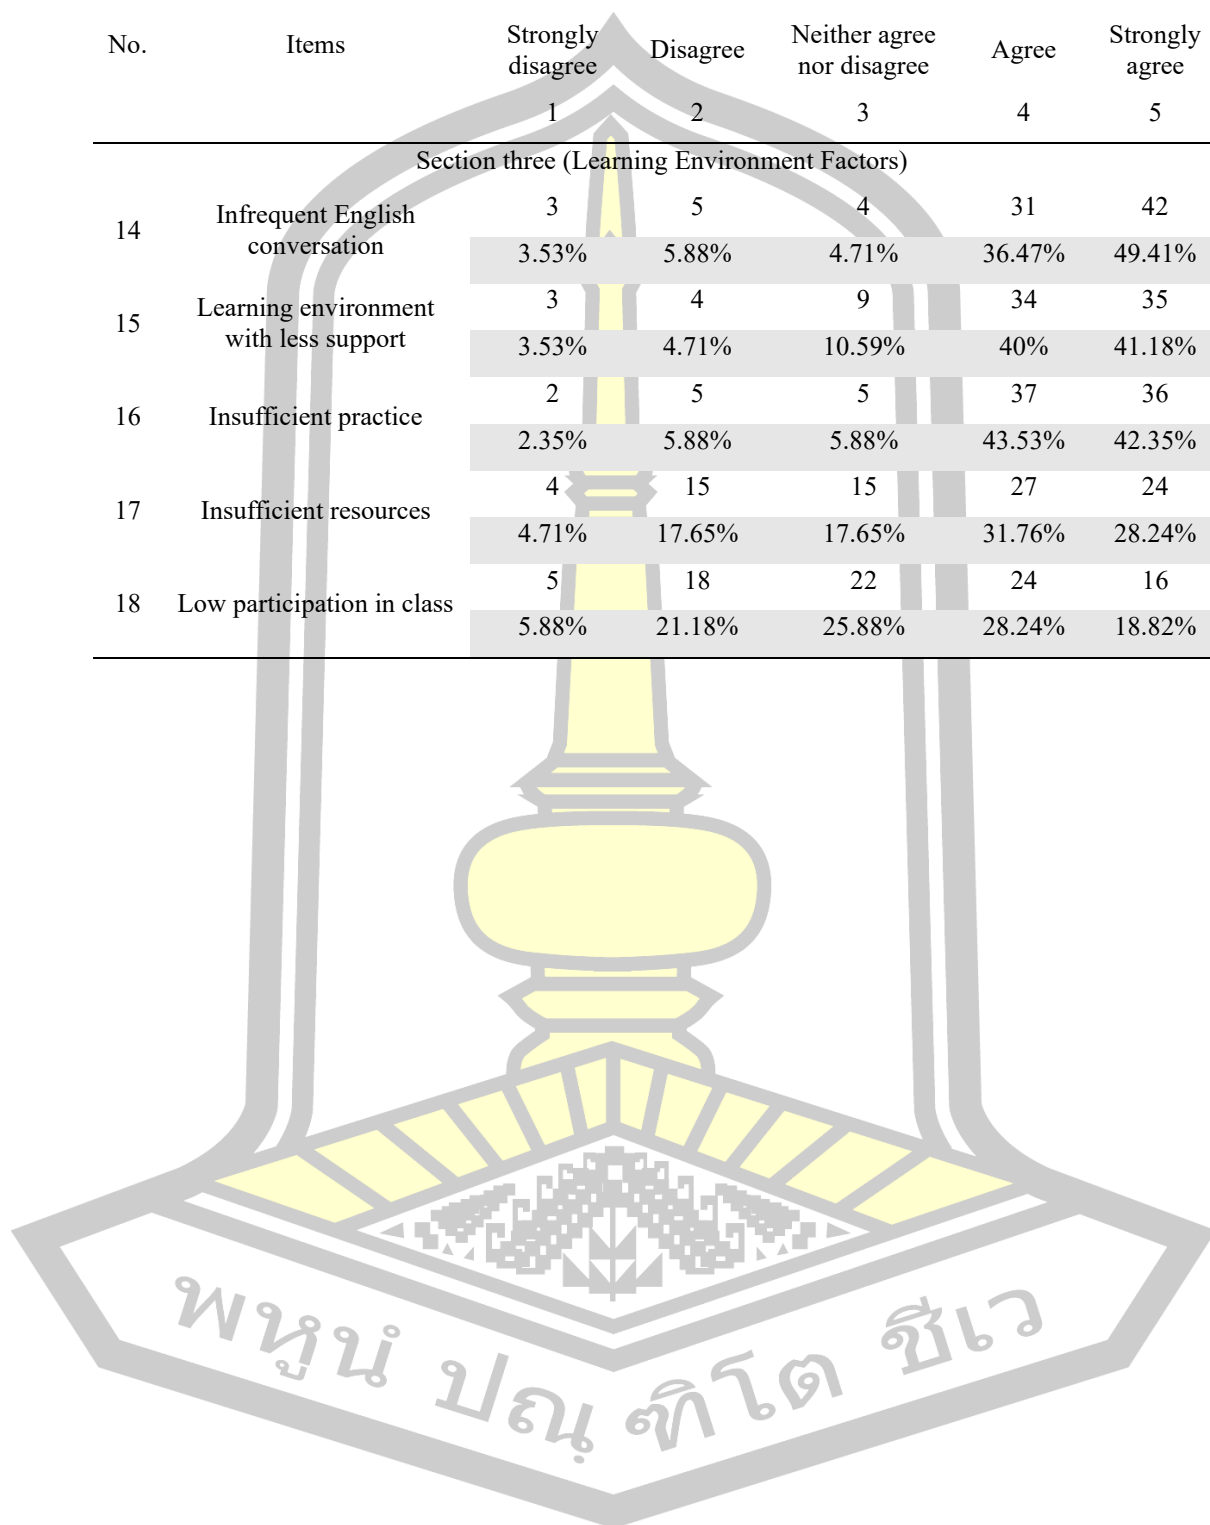 No. Items Strongly disagree Disagree Neither agree nor disagree Agree Strongly agree
1 2 3 4 5
Section three (Learning Environment Factors)
14 Infrequent English conversation 3 5 4 31 42
3.53% 5.88% 4.71% 36.47% 49.41%
15 Learning environment with less support 3 4 9 34 35
3.53% 4.71% 10.59% 40% 41.18%
16 Insufficient practice 2 5 5 37 36
2.35% 5.88% 5.88% 43.53% 42.35%
17 Insufficient resources 4 15 15 27 24
4.71% 17.65% 17.65% 31.76% 28.24%
18 Low participation in class 5 18 22 24 16
5.88% 21.18% 25.88% 28.24% 18.82%
พหูนํ ปณฺฑิโต ชีเว